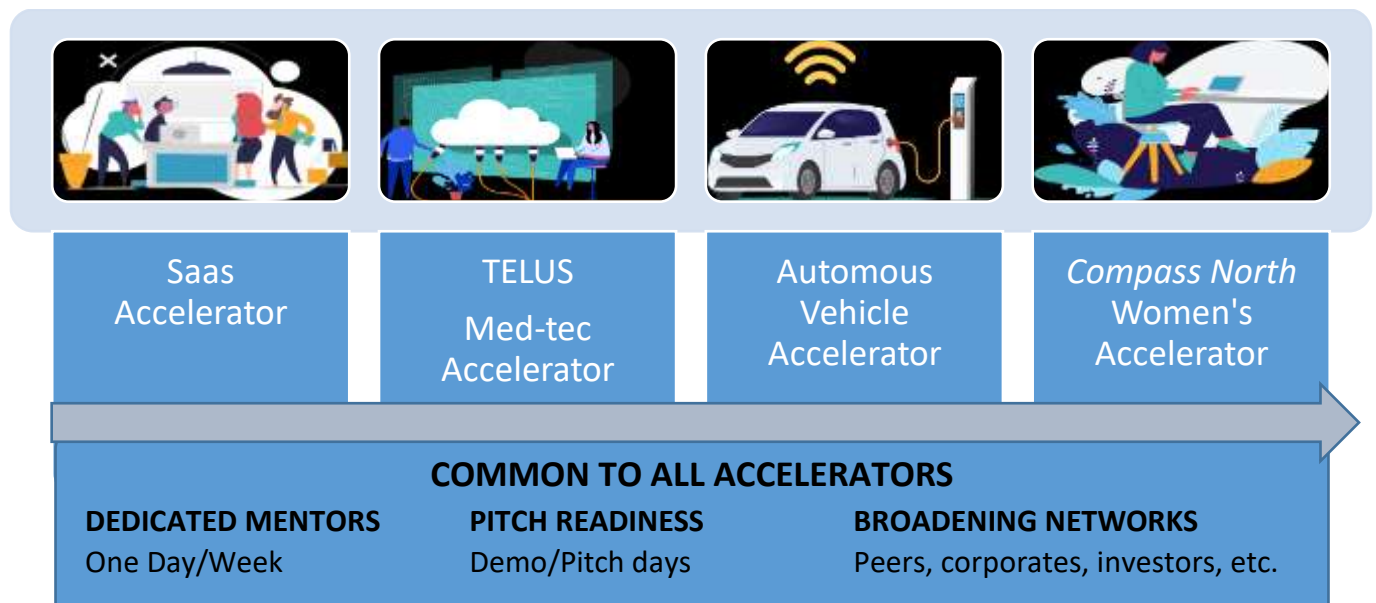 Saas
Accelerator
TELUS
Med-tec
Accelerator
Automous
Vehicle
Accelerator
Compass North
Women's
Accelerator
COMMON TO ALL ACCELERATORS
DEDICATED MENTORS PITCH READINESS BROADENING NETWORKS
One Day/Week Demo/Pitch days Peers, corporates, investors, etc.